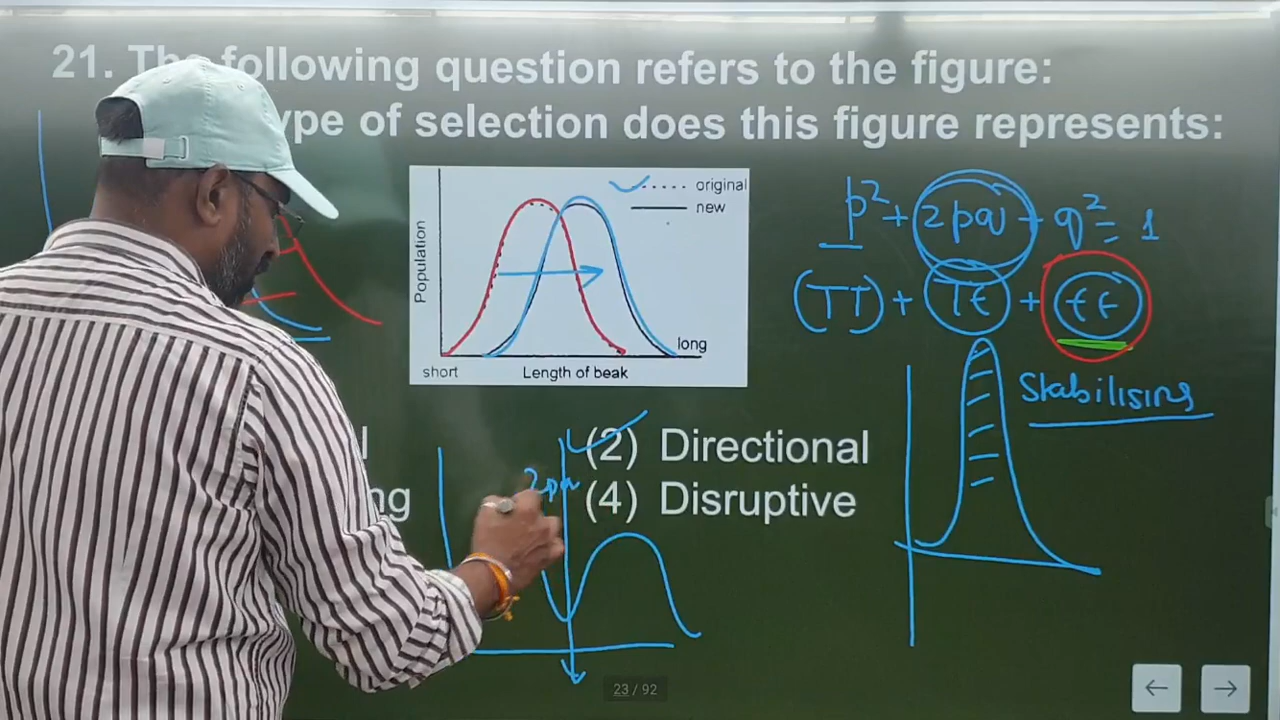 21. The following question refers to the figure:
ype of selection does this figure represents:
original
new
Population
short
Length of beak
long
p² + 2pq + q² = 1
(TT) + Tt + tt
Stabilising
l
(2) Directional
ng
(4) Disruptive
2pq
23 / 92